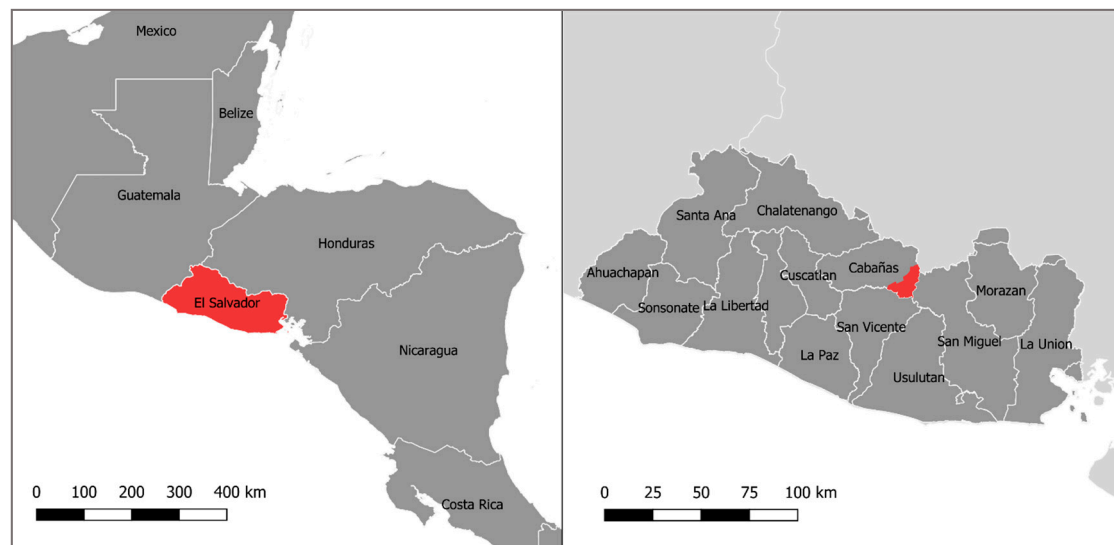 Mexico
Belize
Guatemala
Honduras
El Salvador
Nicaragua
Costa Rica
0 100 200 300 400 km
Santa Ana
Chalatenango
Ahuachapan
Cuscatlan
Cabañas
Sonsonate
La Libertad
Morazan
San Vicente
San Miguel
La Union
La Paz
Usulutan
0 25 50 75 100 km